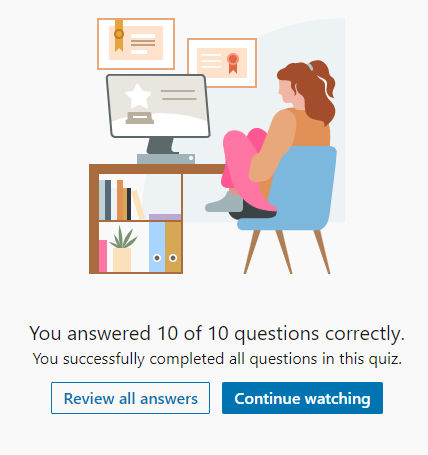 You answered 10 of 10 questions correctly.
You successfully completed all questions in this quiz.
Review all answers
Continue watching